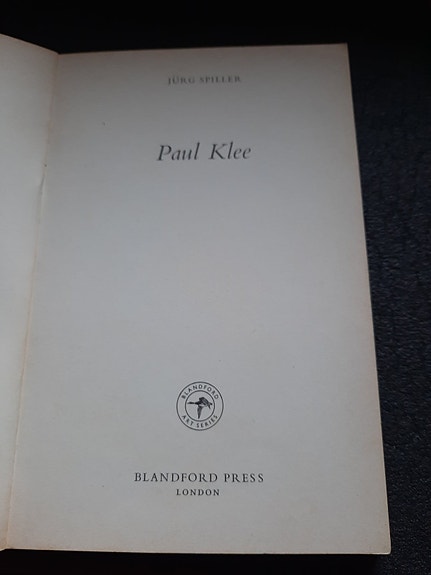 JÜRG SPILLER
Paul Klee
BLANDFORD
ART SERIES
BLANDFORD PRESS
LONDON